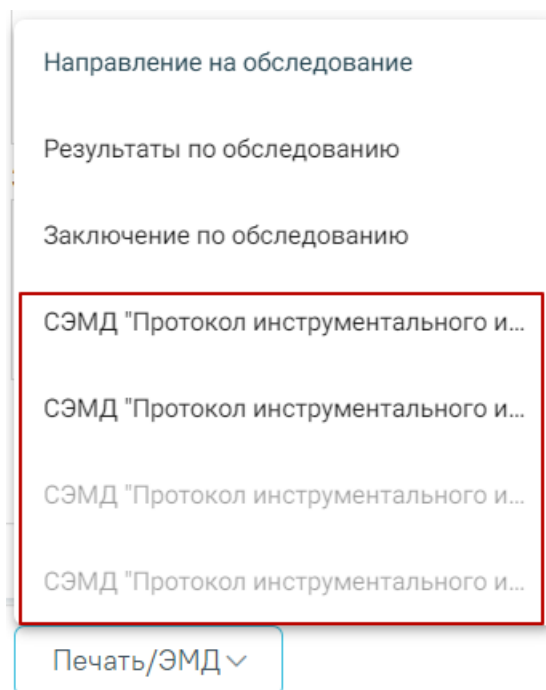 Направление на обследование
Результаты по обследованию
Заключение по обследованию
СЭМД "Протокол инструментального и...
СЭМД "Протокол инструментального и...
СЭМД "Протокол инструментального и...
СЭМД "Протокол инструментального и...
Печать/ЭМД